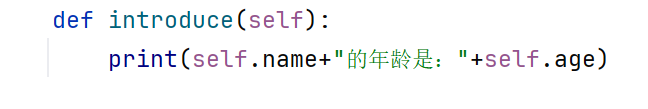 def introduce(self):
    print(self.name+"的年龄是："+self.age)